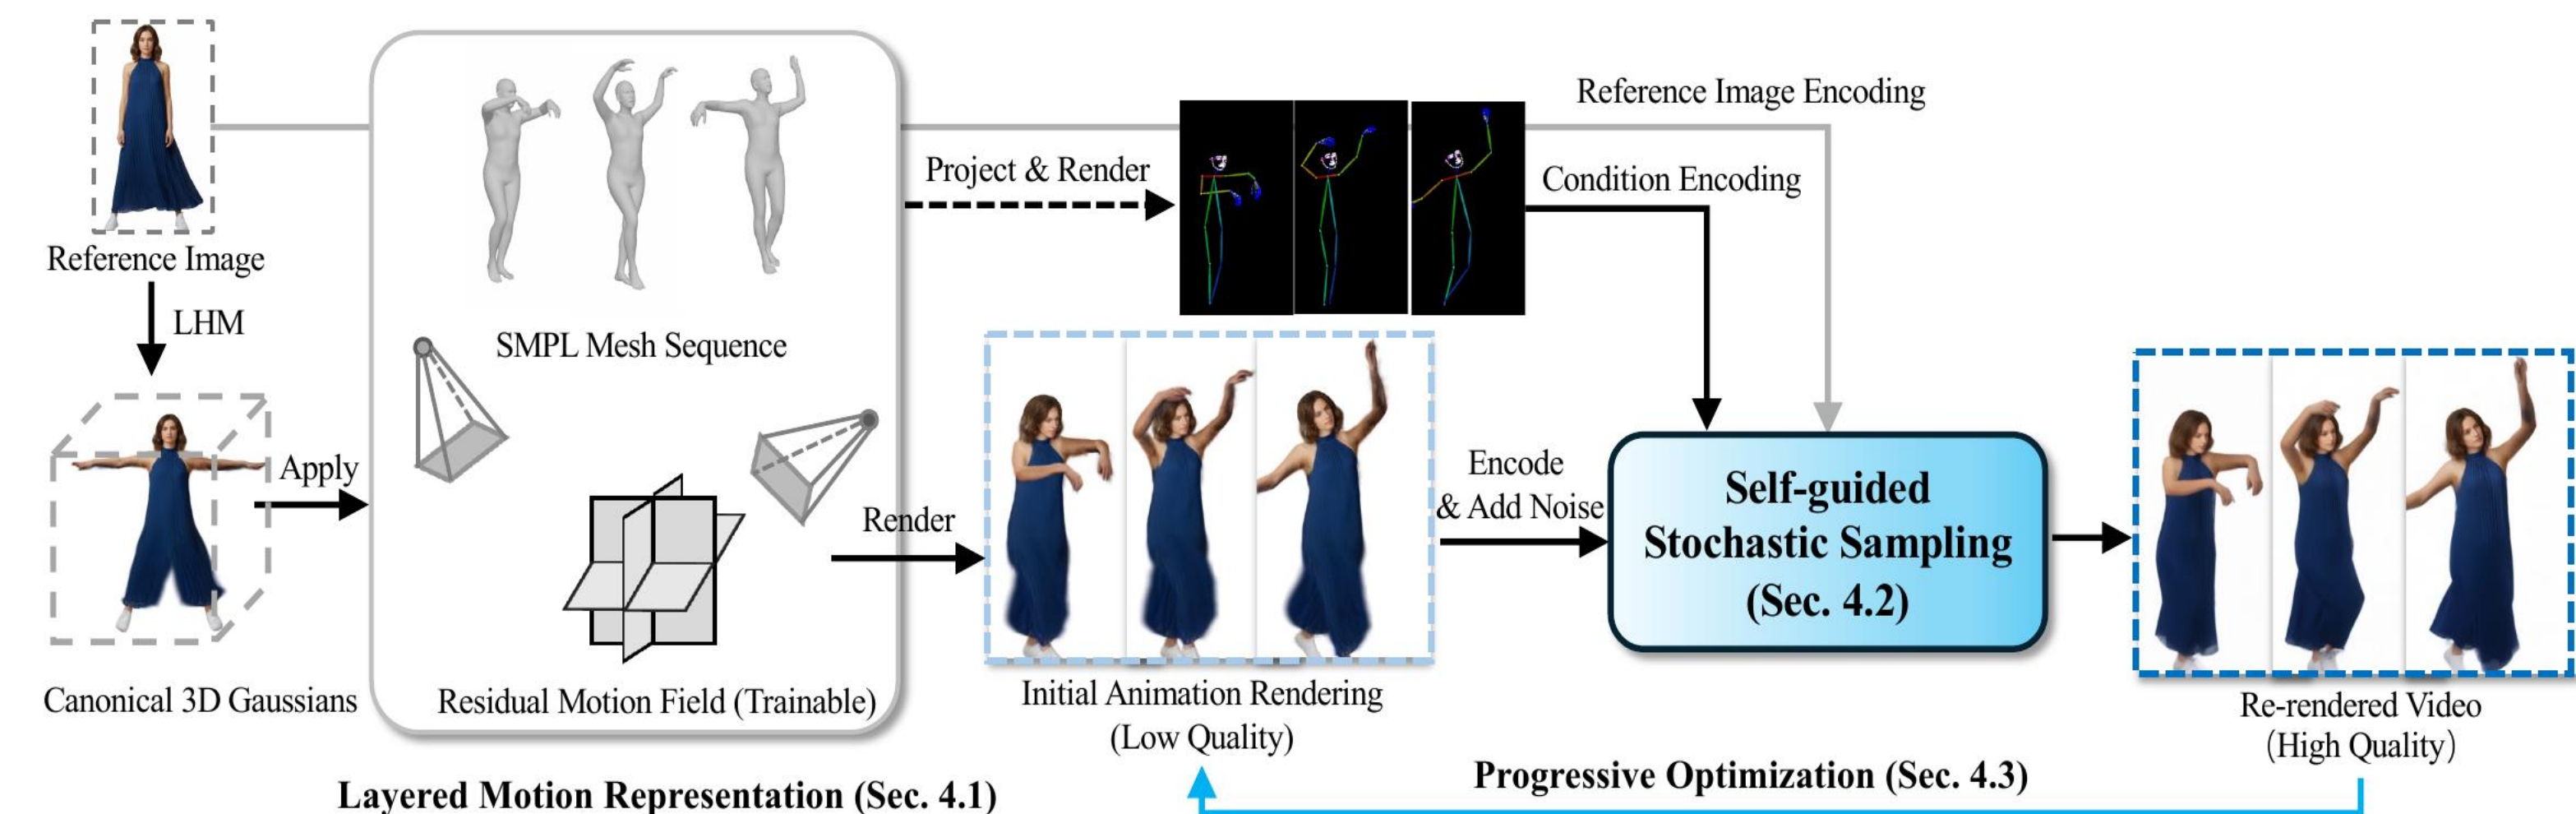 Reference Image
LHM
Canonical 3D Gaussians
Apply
SMPL Mesh Sequence
Residual Motion Field (Trainable)
Layered Motion Representation (Sec. 4.1)
Project & Render
Render
Initial Animation Rendering
(Low Quality)
Reference Image Encoding
Condition Encoding
Encode
& Add Noise
Self-guided
Stochastic Sampling
(Sec. 4.2)
Progressive Optimization (Sec. 4.3)
Re-rendered Video
(High Quality)